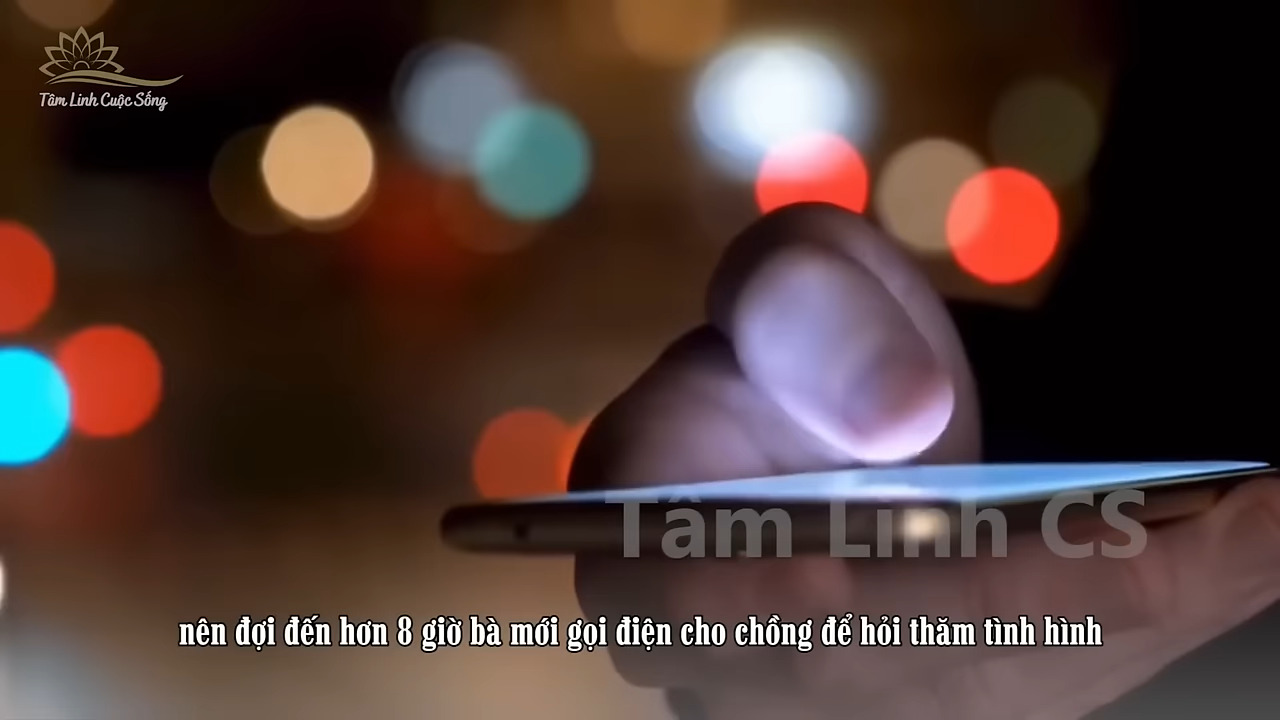 Tâm Linh Cuộc Sống
Tâm Linh CS
nên đợi đến hơn 8 giờ bà mới gọi điện cho chồng để hỏi thăm tình hình